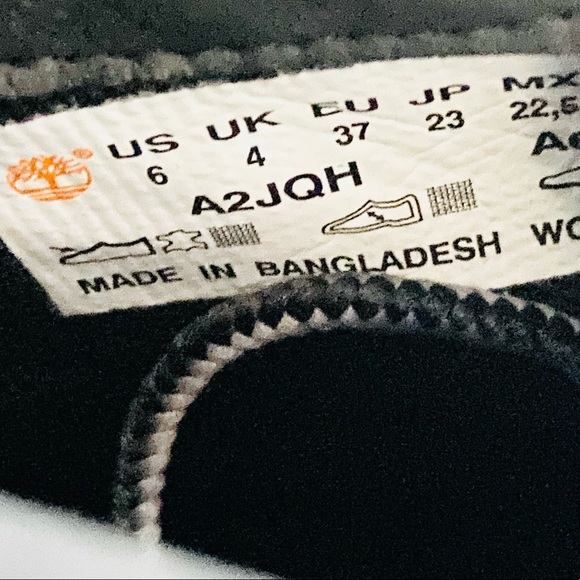 US UK EU JP MX
6 4 37 23 22,5
A2JQH
MADE IN BANGLADESH